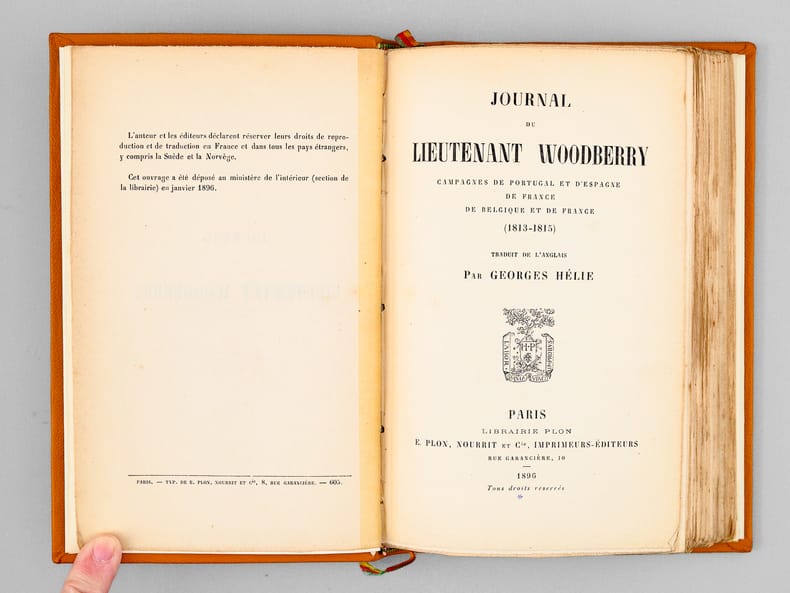 L'auteur et les éditeurs déclarent réserver leurs droits de repro-
duction et de traduction en France et dans tous les pays étrangers,
y compris la Suède et la Norvège.
Cet ouvrage a été déposé au ministère de l'intérieur (section de
la librairie) en janvier 1896.
PARIS. — TYP. DE E. PLON, NOURRIT ET Cie, 8, RUE GARANCIÈRE. — 605.
JOURNAL
DU
LIEUTENANT WOODBERRY
CAMPAGNES DE PORTUGAL ET D'ESPAGNE
DE FRANCE
DE BELGIQUE ET DE FRANCE
(1813-1815)
TRADUIT DE L'ANGLAIS
PAR GEORGES HÉLIE
H·P
LABOR
PARIS
LIBRAIRIE PLON
E. PLON, NOURRIT ET Cie, IMPRIMEURS-ÉDITEURS
RUE GARANCIÈRE, 10
1896
Tous droits reservés